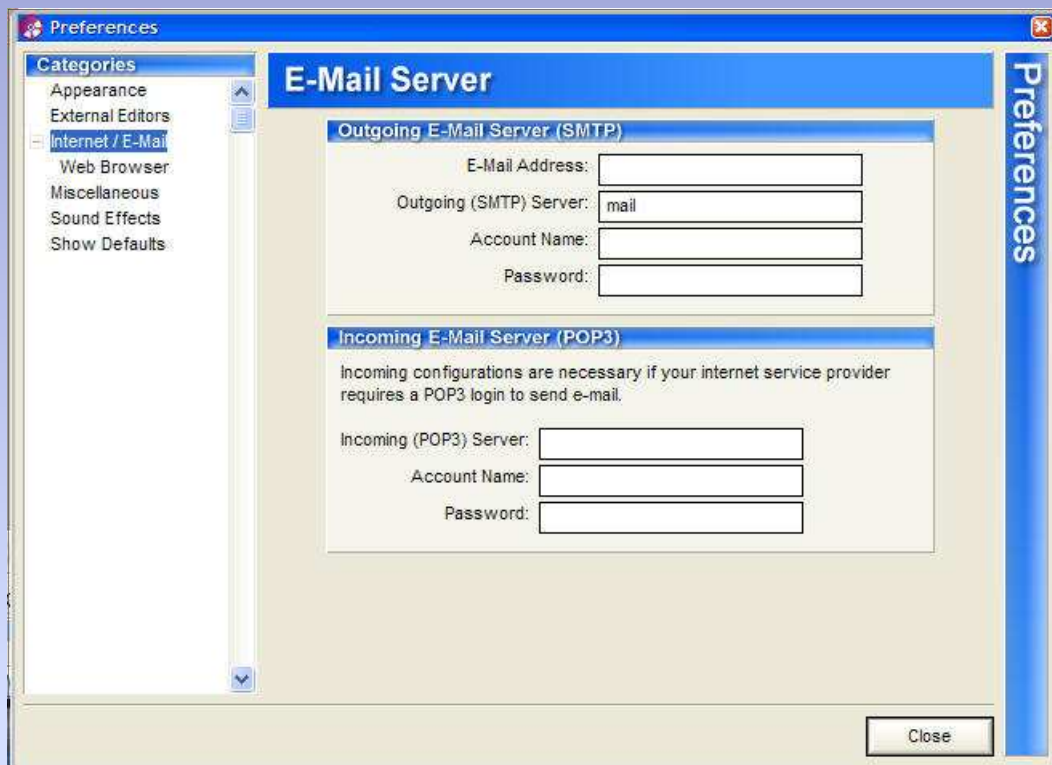 Preferences
Categories
Appearance
External Editors
Internet / E-Mail
Web Browser
Miscellaneous
Sound Effects
Show Defaults
E-Mail Server
Outgoing E-Mail Server (SMTP)
E-Mail Address:
Outgoing (SMTP) Server: mail
Account Name:
Password:
Incoming E-Mail Server (POP3)
Incoming configurations are necessary if your internet service provider
requires a POP3 login to send e-mail.
Incoming (POP3) Server:
Account Name:
Password:
Preferences
Close